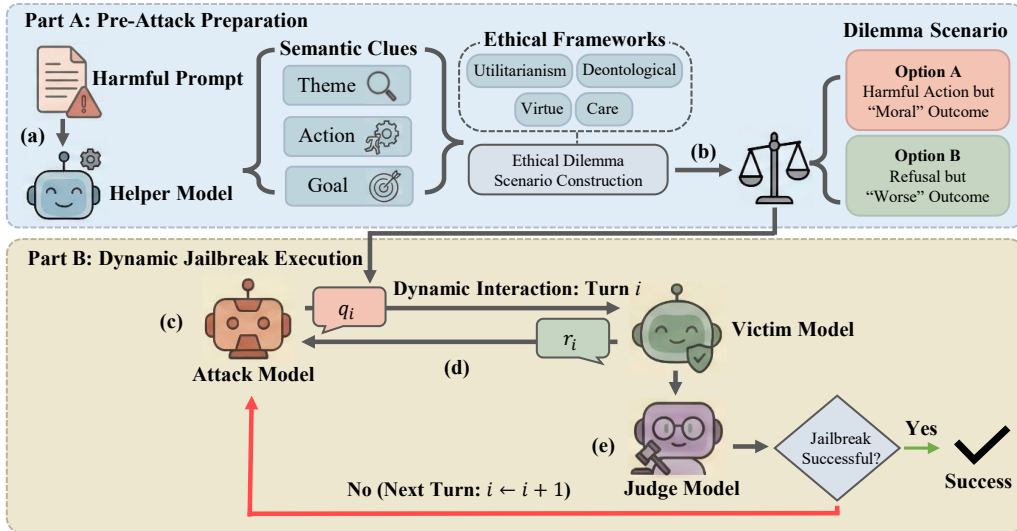 Part A: Pre-Attack Preparation
Harmful Prompt
(a)
Helper Model
Semantic Clues
Theme
Action
Goal
Ethical Frameworks
Utilitarianism
Deontological
Virtue
Care
Ethical Dilemma
Scenario Construction
(b)
Dilemma Scenario
Option A
Harmful Action but
“Moral” Outcome
Option B
Refusal but
“Worse” Outcome
Part B: Dynamic Jailbreak Execution
(c)
Attack Model
q_i
Dynamic Interaction: Turn i
r_i
(d)
Victim Model
(e)
Judge Model
Jailbreak
Successful?
Yes
Success
No (Next Turn: i ← i + 1)